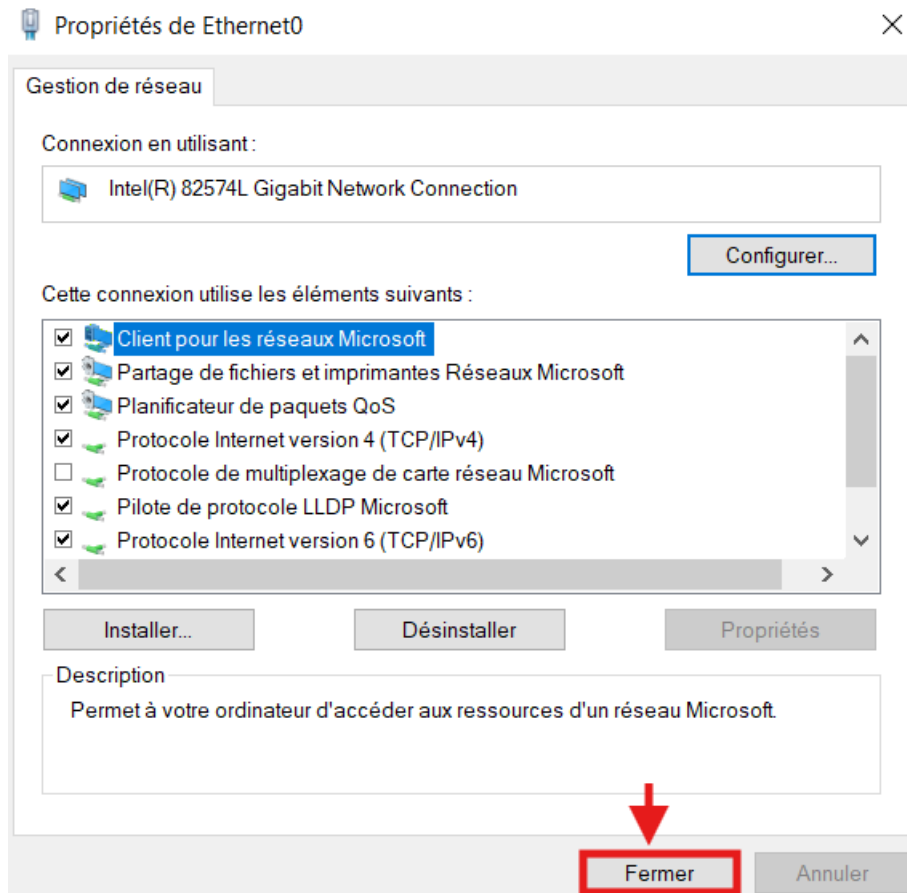 Propriétés de Ethernet0
Gestion de réseau
Connexion en utilisant :
Intel(R) 82574L Gigabit Network Connection
Configurer...
Cette connexion utilise les éléments suivants :
Client pour les réseaux Microsoft
Partage de fichiers et imprimantes Réseaux Microsoft
Planificateur de paquets QoS
Protocole Internet version 4 (TCP/IPv4)
Protocole de multiplexage de carte réseau Microsoft
Pilote de protocole LLDP Microsoft
Protocole Internet version 6 (TCP/IPv6)
Installer... Désinstaller Propriétés
Description
Permet à votre ordinateur d'accéder aux ressources d'un réseau Microsoft.
Fermer Annuler